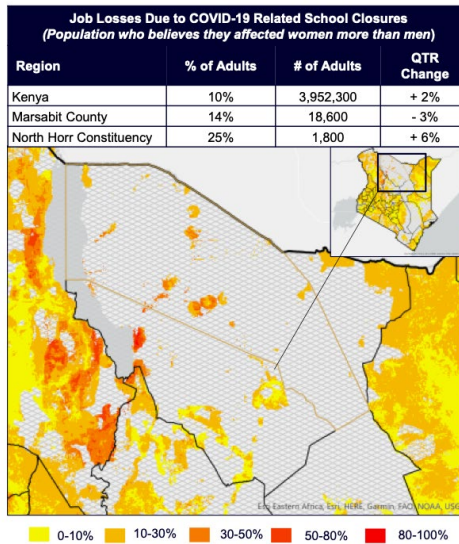 Job Losses Due to COVID-19 Related School Closures
(Population who believes they affected women more than men)
Region % of Adults # of Adults QTR Change
Kenya 10% 3,952,300 + 2%
Marsabit County 14% 18,600 - 3%
North Horr Constituency 25% 1,800 + 6%
Esri Eastern Africa, Esri, HERE, Garmin, FAO, NOAA, USG
0-10% 10-30% 30-50% 50-80% 80-100%